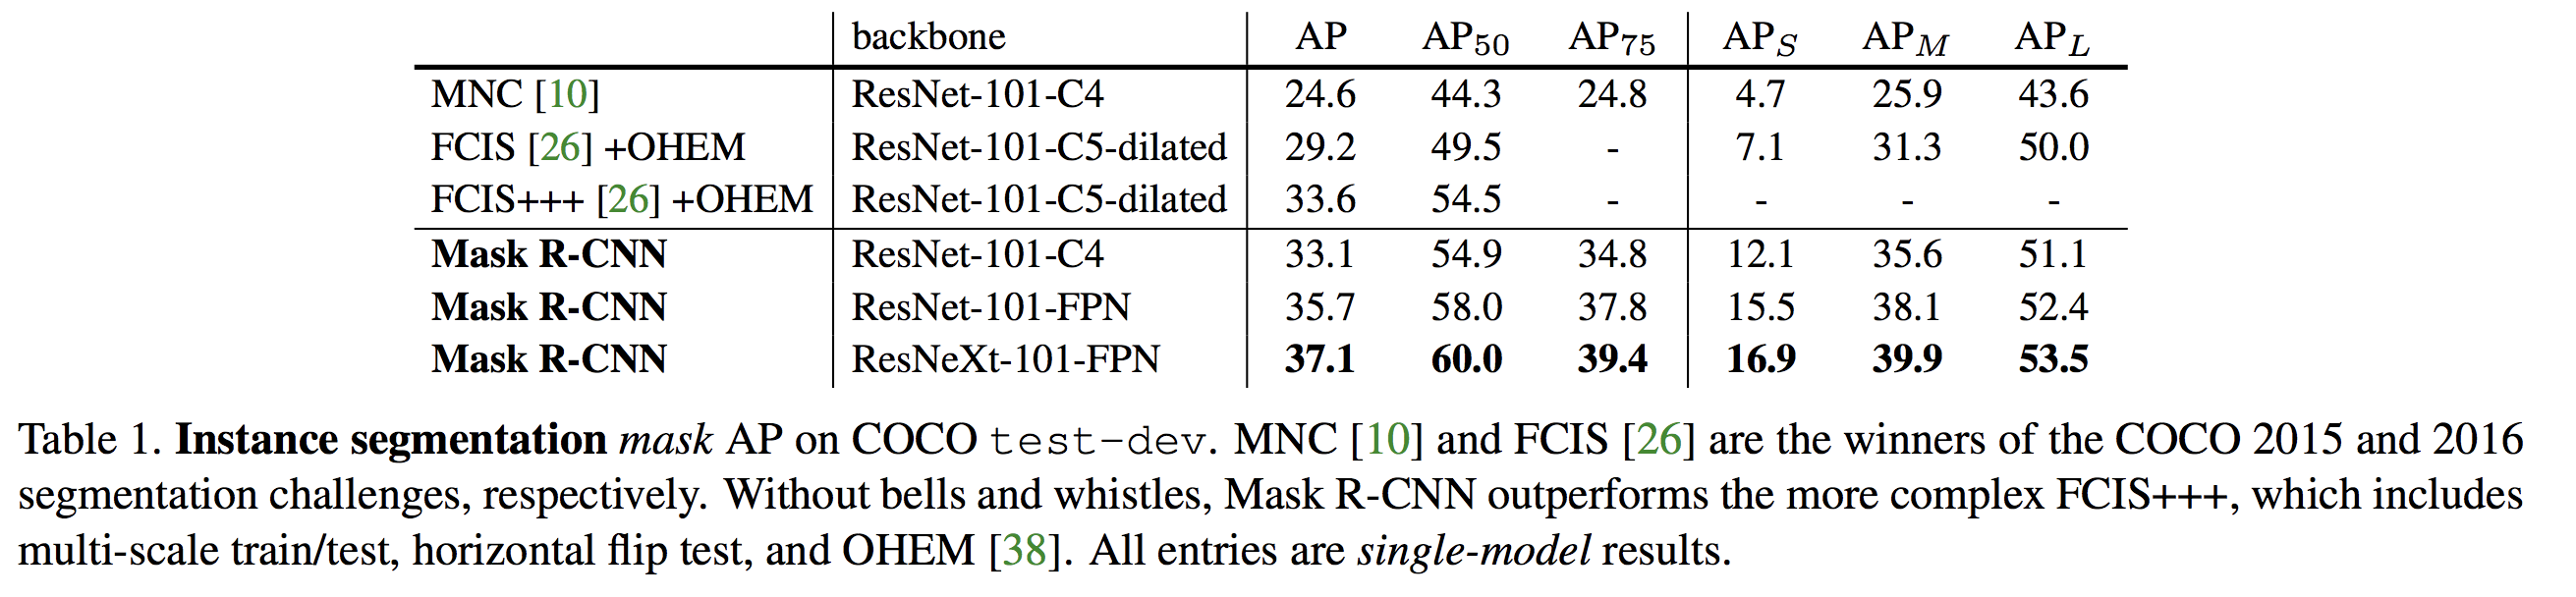 backbone AP AP50 AP75 APS APM APL
MNC [10] ResNet-101-C4 24.6 44.3 24.8 4.7 25.9 43.6
FCIS [26] +OHEM ResNet-101-C5-dilated 29.2 49.5 - 7.1 31.3 50.0
FCIS+++ [26] +OHEM ResNet-101-C5-dilated 33.6 54.5 - - - -
Mask R-CNN ResNet-101-C4 33.1 54.9 34.8 12.1 35.6 51.1
Mask R-CNN ResNet-101-FPN 35.7 58.0 37.8 15.5 38.1 52.4
Mask R-CNN ResNeXt-101-FPN 37.1 60.0 39.4 16.9 39.9 53.5
Table 1. Instance segmentation mask AP on COCO test-dev. MNC [10] and FCIS [26] are the winners of the COCO 2015 and 2016
segmentation challenges, respectively. Without bells and whistles, Mask R-CNN outperforms the more complex FCIS+++, which includes
multi-scale train/test, horizontal flip test, and OHEM [38]. All entries are single-model results.